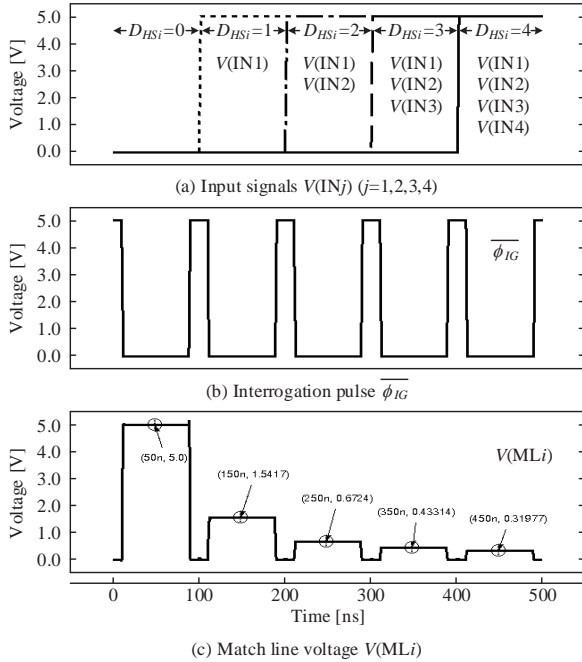 5.0
4.0
3.0
2.0
1.0
0.0
Voltage [V]
D_HSi=0 D_HSi=1 D_HSi=2 D_HSi=3 D_HSi=4
V(IN1) V(IN1) V(IN1) V(IN1)
V(IN2) V(IN2) V(IN2)
V(IN3) V(IN3)
V(IN4)
(a) Input signals V(INj) (j=1,2,3,4)
5.0
4.0
3.0
2.0
1.0
0.0
Voltage [V]
ϕ_IG
(b) Interrogation pulse ϕ_IG
5.0
4.0
3.0
2.0
1.0
0.0
Voltage [V]
V(MLi)
(50n, 5.0)
(150n, 1.5417)
(250n, 0.6724)
(350n, 0.43314)
(450n, 0.31977)
0 100 200 300 400 500
Time [ns]
(c) Match line voltage V(MLi)